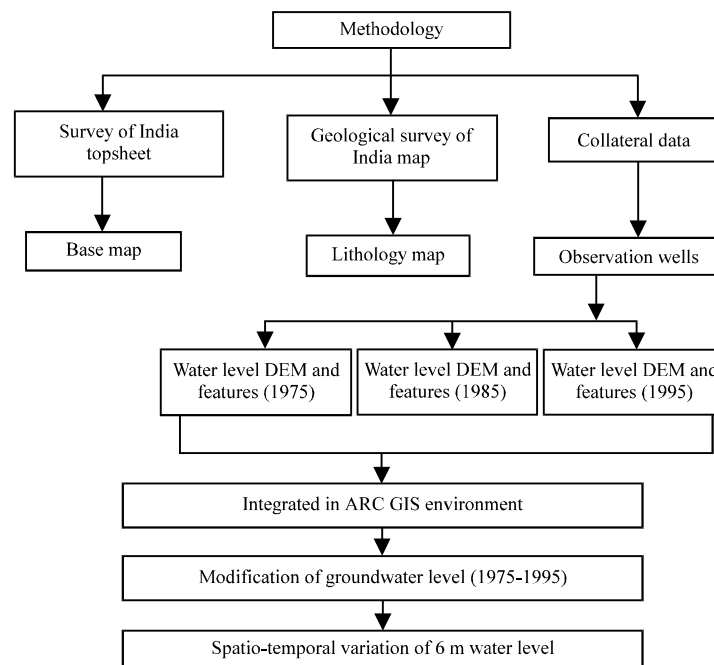 Methodology
Survey of India
topsheet
Geological survey of
India map
Collateral data
Base map
Lithology map
Observation wells
Water level DEM and
features (1975)
Water level DEM and
features (1985)
Water level DEM and
features (1995)
Integrated in ARC GIS environment
Modification of groundwater level (1975-1995)
Spatio-temporal variation of 6 m water level